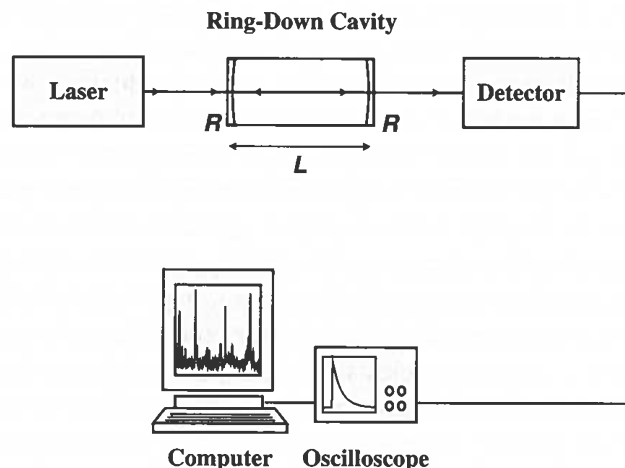 Ring-Down Cavity
Laser
Detector
R
R
L
Computer
Oscilloscope